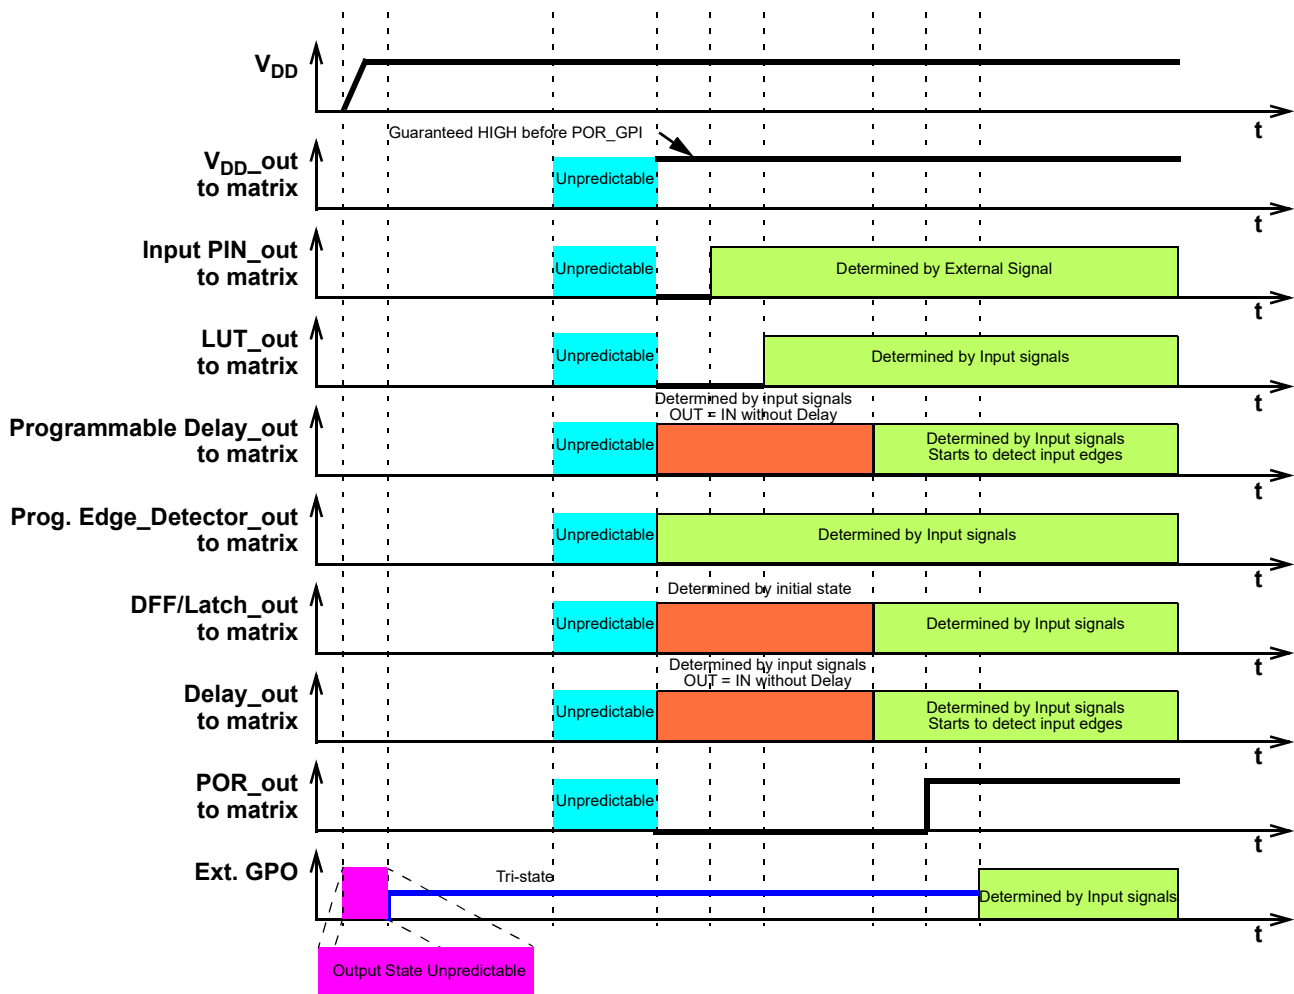 VDD
t
Guaranteed HIGH before POR_GPI
VDD_out
to matrix
Unpredictable
t
Input PIN_out
to matrix
Unpredictable
Determined by External Signal
t
LUT_out
to matrix
Unpredictable
Determined by Input signals
t
Determined by input signals
OUT = IN without Delay
Programmable Delay_out
to matrix
Unpredictable
Determined by Input signals
Starts to detect input edges
t
Prog. Edge_Detector_out
to matrix
Unpredictable
Determined by Input signals
t
Determined by initial state
DFF/Latch_out
to matrix
Unpredictable
Determined by Input signals
t
Determined by input signals
OUT = IN without Delay
Delay_out
to matrix
Unpredictable
Determined by Input signals
Starts to detect input edges
t
POR_out
to matrix
Unpredictable
t
Ext. GPO
Tri-state
Determined by Input signals
t
Output State Unpredictable